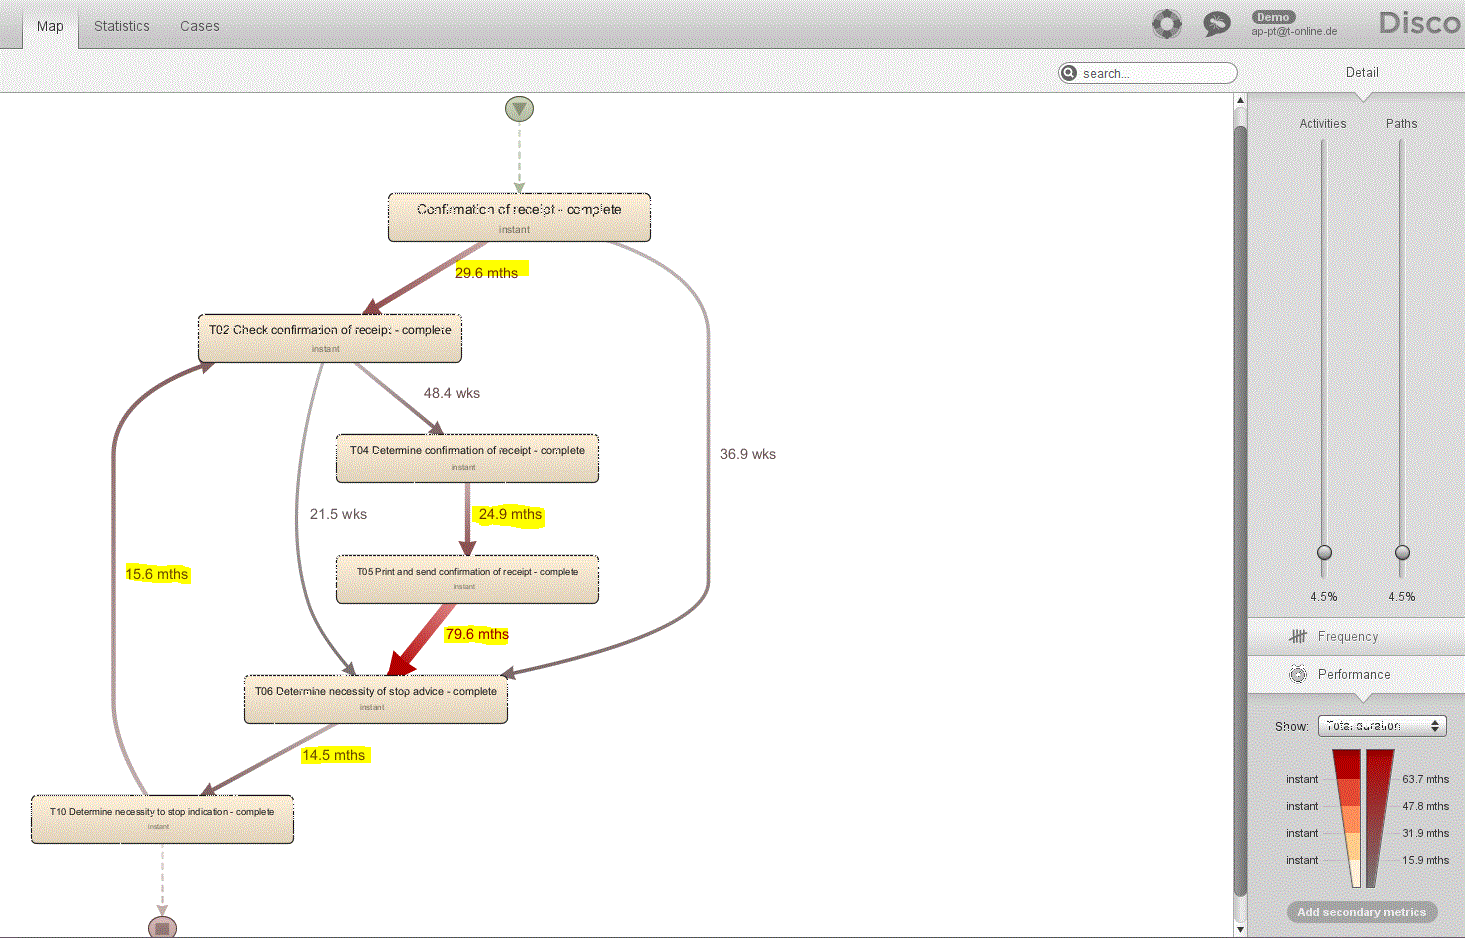 Map Statistics Cases
Demo
ap-pt@t-online.de
Disco
search...
Detail
Activities Paths
Confirmation of receipt - complete
instant
29.6 mths
T02 Check confirmation of receipt - complete
instant
48.4 wks
T04 Determine confirmation of receipt - complete
instant
36.9 wks
21.5 wks
24.9 mths
15.6 mths
T05 Print and send confirmation of receipt - complete
instant
79.6 mths
T06 Determine necessity of stop advice - complete
instant
14.5 mths
T10 Determine necessity to stop indication - complete
instant
4.5% 4.5%
Frequency
Performance
Show: Total duration
instant 63.7 mths
instant 47.8 mths
instant 31.9 mths
instant 15.9 mths
Add secondary metrics